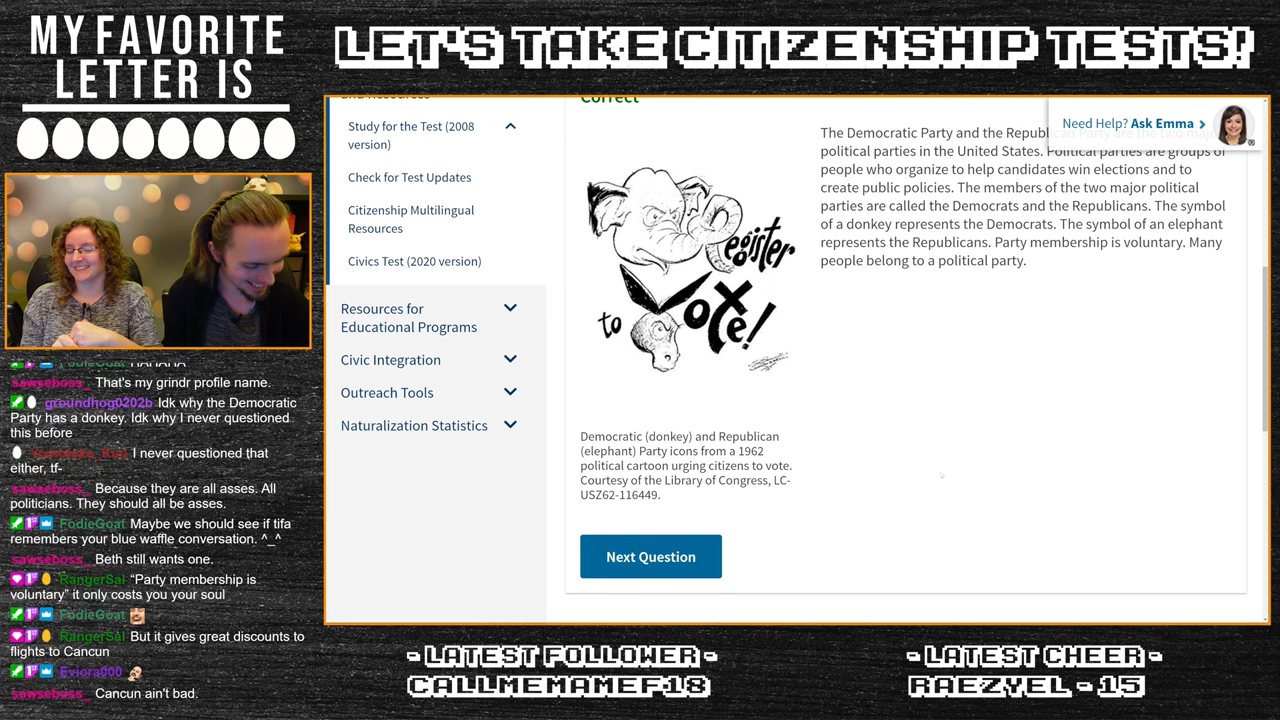 MY FAVORITE
LETTER IS
LET'S TAKE CITIZENSHIP TESTS!
Study for the Test (2008
version)
Check for Test Updates
Citizenship Multilingual
Resources
Civics Test (2020 version)
Resources for
Educational Programs
Civic Integration
Outreach Tools
Naturalization Statistics
Correct
Need Help? Ask Emma
The Democratic Party and the Republican Party are the two major
political parties in the United States. Political parties are groups of
people who organize to help candidates win elections and to
create public policies. The members of the two major political
parties are called the Democrats and the Republicans. The symbol
of a donkey represents the Democrats. The symbol of an elephant
represents the Republicans. Party membership is voluntary. Many
people belong to a political party.
Register
to Vote!
Democratic (donkey) and Republican
(elephant) Party icons from a 1962
political cartoon urging citizens to vote.
Courtesy of the Library of Congress, LC-
USZ62-116449.
Next Question
FodieGoat HAHAHA
sawseboss_ That's my grindr profile name.
groundhog0202b Idk why the Democratic
Party has a donkey. Idk why I never questioned
this before
I never questioned that
either, tf-
sawseboss_ Because they are all asses. All
politicians. They should all be asses.
FodieGoat Maybe we should see if tifa
remembers your blue waffle conversation. ^_^
sawseboss_ Beth still wants one.
RangerSal “Party membership is
voluntary” it only costs you your soul
FodieGoat
RangerSal But it gives great discounts to
flights to Cancun
Eviora000
sawseboss_ Cancun ain't bad.
- LATEST FOLLOWER -
CALLMEMAMEF18
- LATEST CHEER -
RAEZYEL - 15